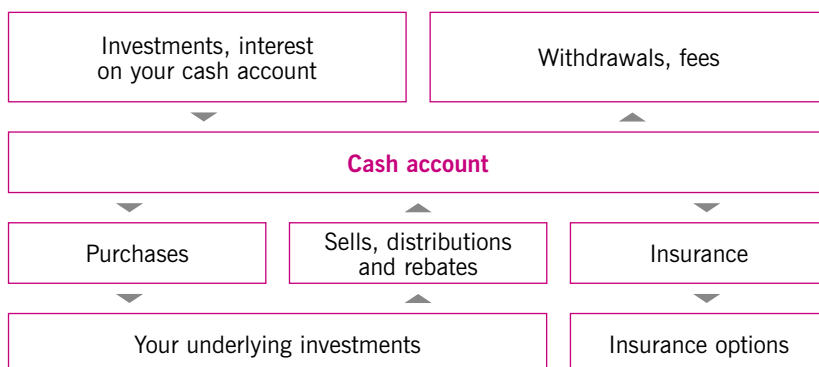 Investments, interest
on your cash account
Withdrawals, fees
Cash account
Purchases
Sells, distributions
and rebates
Insurance
Your underlying investments
Insurance options